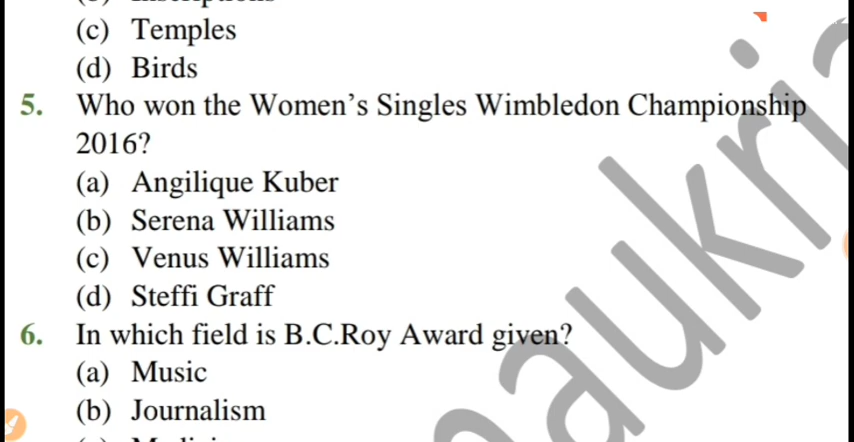 (c) Temples
(d) Birds
5. Who won the Women's Singles Wimbledon Championship
2016?
(a) Angilique Kuber
(b) Serena Williams
(c) Venus Williams
(d) Steffi Graff
6. In which field is B.C.Roy Award given?
(a) Music
(b) Journalism